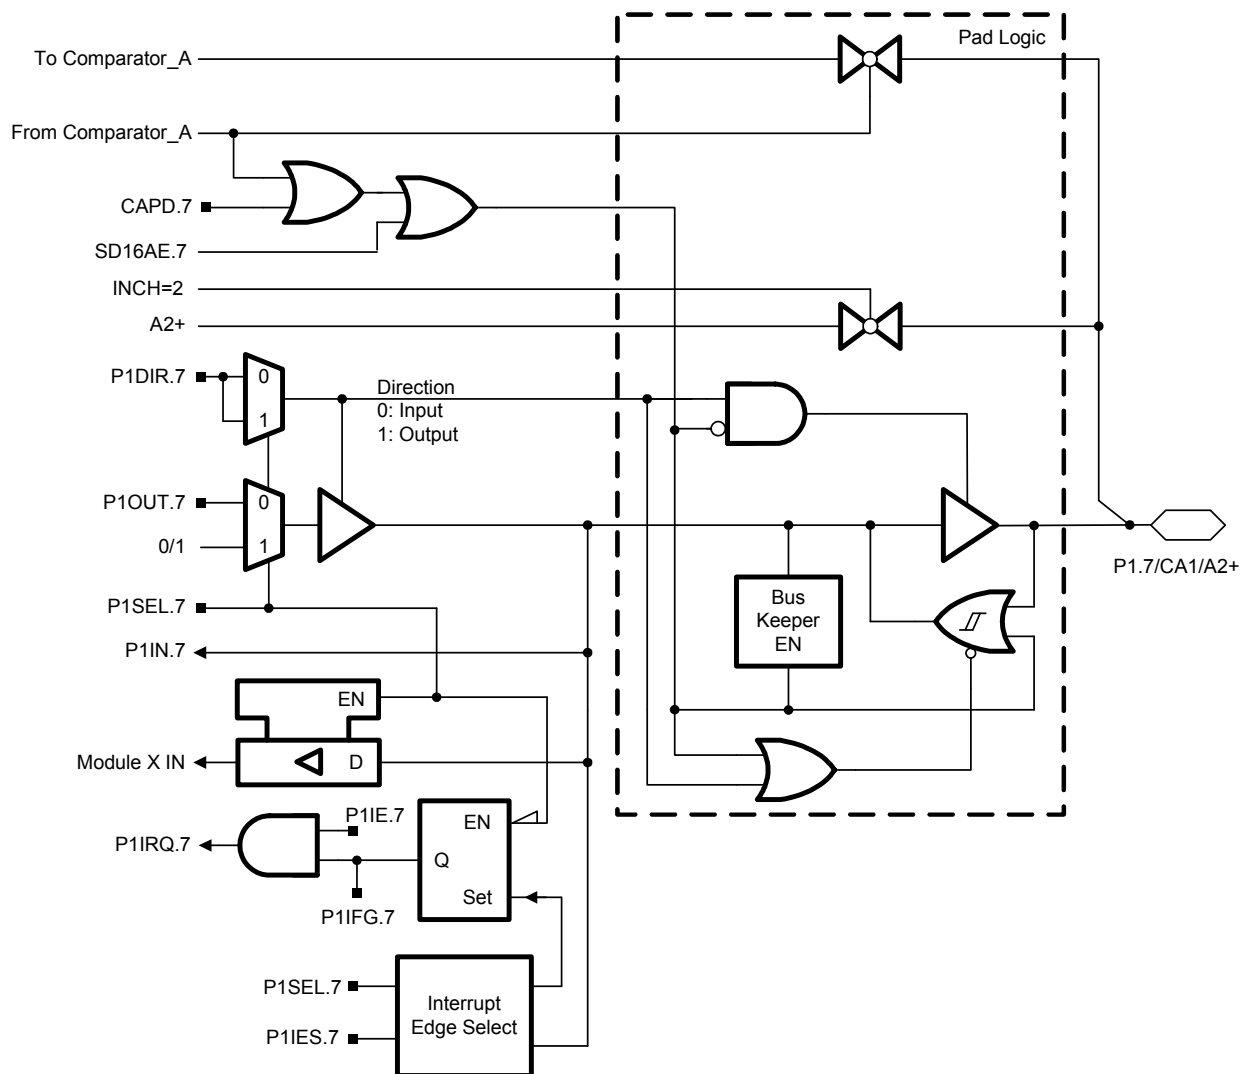 Pad Logic
To Comparator_A
From Comparator_A
CAPD.7
SD16AE.7
INCH=2
A2+
P1DIR.7
0
1
Direction
0: Input
1: Output
P1OUT.7
0
0/1
1
P1.7/CA1/A2+
P1SEL.7
Bus
Keeper
EN
P1IN.7
EN
Module X IN
D
P1IE.7
EN
P1IRQ.7
Q
Set
P1IFG.7
P1SEL.7
Interrupt
Edge Select
P1IES.7